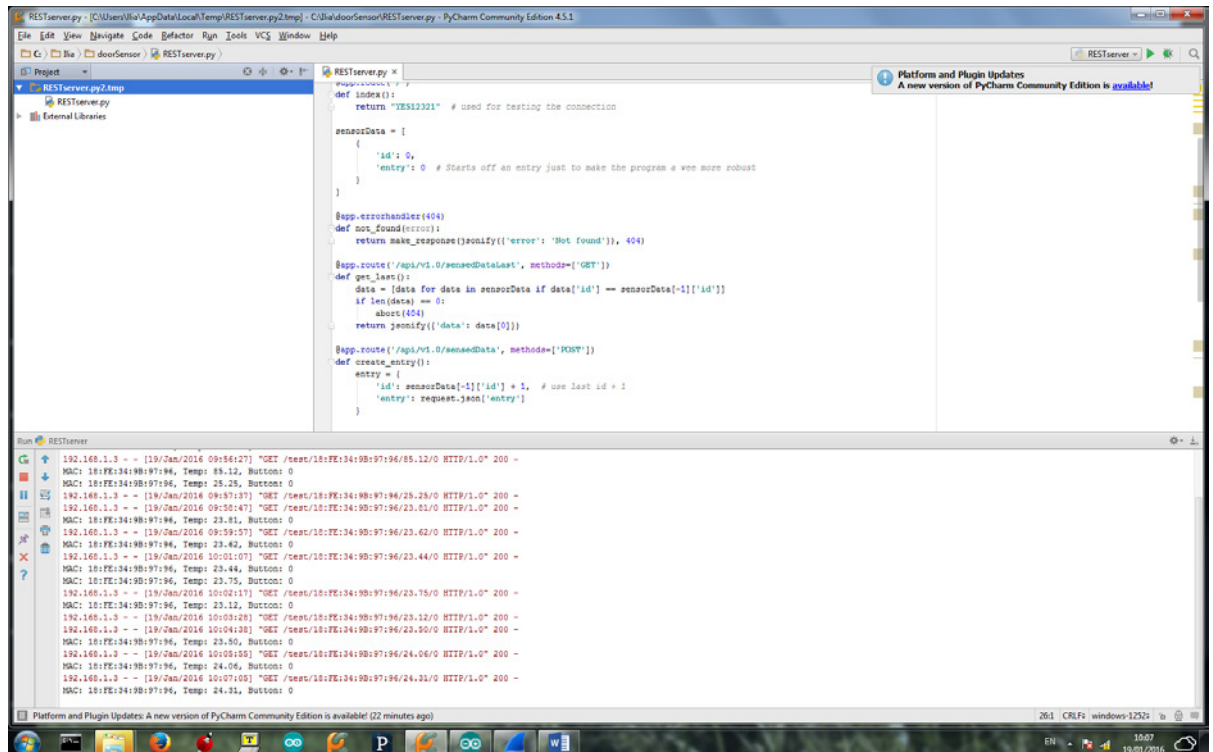 RESTserver.py - [C:\Users\Ilia\AppData\Local\Temp\RESTserver.py2.tmp] - C:\Ilia\doorSensor\RESTserver.py - PyCharm Community Edition 4.5.1
File Edit View Navigate Code Refactor Run Tools VCS Window Help
C: Ilia doorSensor RESTserver.py
RESTserver
Project
RESTserver.py
Platform and Plugin Updates
A new version of PyCharm Community Edition is available!
RESTserver.py2.tmp
RESTserver.py
External Libraries
@app.route('/')
def index():
return "YES12321" # used for testing the connection
sensorData = [
{
'id': 0,
'entry': 0 # Starts off an entry just to make the program a wee more robust
}
]
@app.errorhandler(404)
def not_found(error):
return make_response(jsonify({'error': 'Not found'}), 404)
@app.route('/api/v1.0/sensedDataLast', methods=['GET'])
def get_last():
data = [data for data in sensorData if data['id'] == sensorData[-1]['id']]
if len(data) == 0:
abort(404)
return jsonify({'data': data[0]})
@app.route('/api/v1.0/sensedData', methods=['POST'])
def create_entry():
entry = {
'id': sensorData[-1]['id'] + 1, # use last id + 1
'entry': request.json['entry']
}
Run RESTserver
192.168.1.3 - - [19/Jan/2016 09:56:27] "GET /test/18:FE:34:9B:97:96/85.12/0 HTTP/1.0" 200 -
MAC: 18:FE:34:9B:97:96, Temp: 85.12, Button: 0
MAC: 18:FE:34:9B:97:96, Temp: 25.25, Button: 0
192.168.1.3 - - [19/Jan/2016 09:57:37] "GET /test/18:FE:34:9B:97:96/25.25/0 HTTP/1.0" 200 -
192.168.1.3 - - [19/Jan/2016 09:58:47] "GET /test/18:FE:34:9B:97:96/23.81/0 HTTP/1.0" 200 -
MAC: 18:FE:34:9B:97:96, Temp: 23.81, Button: 0
192.168.1.3 - - [19/Jan/2016 09:59:57] "GET /test/18:FE:34:9B:97:96/23.62/0 HTTP/1.0" 200 -
MAC: 18:FE:34:9B:97:96, Temp: 23.62, Button: 0
192.168.1.3 - - [19/Jan/2016 10:01:07] "GET /test/18:FE:34:9B:97:96/23.44/0 HTTP/1.0" 200 -
MAC: 18:FE:34:9B:97:96, Temp: 23.44, Button: 0
MAC: 18:FE:34:9B:97:96, Temp: 23.75, Button: 0
192.168.1.3 - - [19/Jan/2016 10:02:17] "GET /test/18:FE:34:9B:97:96/23.75/0 HTTP/1.0" 200 -
MAC: 18:FE:34:9B:97:96, Temp: 23.12, Button: 0
192.168.1.3 - - [19/Jan/2016 10:03:28] "GET /test/18:FE:34:9B:97:96/23.12/0 HTTP/1.0" 200 -
192.168.1.3 - - [19/Jan/2016 10:04:38] "GET /test/18:FE:34:9B:97:96/23.50/0 HTTP/1.0" 200 -
MAC: 18:FE:34:9B:97:96, Temp: 23.50, Button: 0
192.168.1.3 - - [19/Jan/2016 10:05:55] "GET /test/18:FE:34:9B:97:96/24.06/0 HTTP/1.0" 200 -
MAC: 18:FE:34:9B:97:96, Temp: 24.06, Button: 0
192.168.1.3 - - [19/Jan/2016 10:07:05] "GET /test/18:FE:34:9B:97:96/24.31/0 HTTP/1.0" 200 -
MAC: 18:FE:34:9B:97:96, Temp: 24.31, Button: 0
Platform and Plugin Updates: A new version of PyCharm Community Edition is available! (22 minutes ago)
26:1 CRLF windows-1252
EN
10:07
19/01/2016